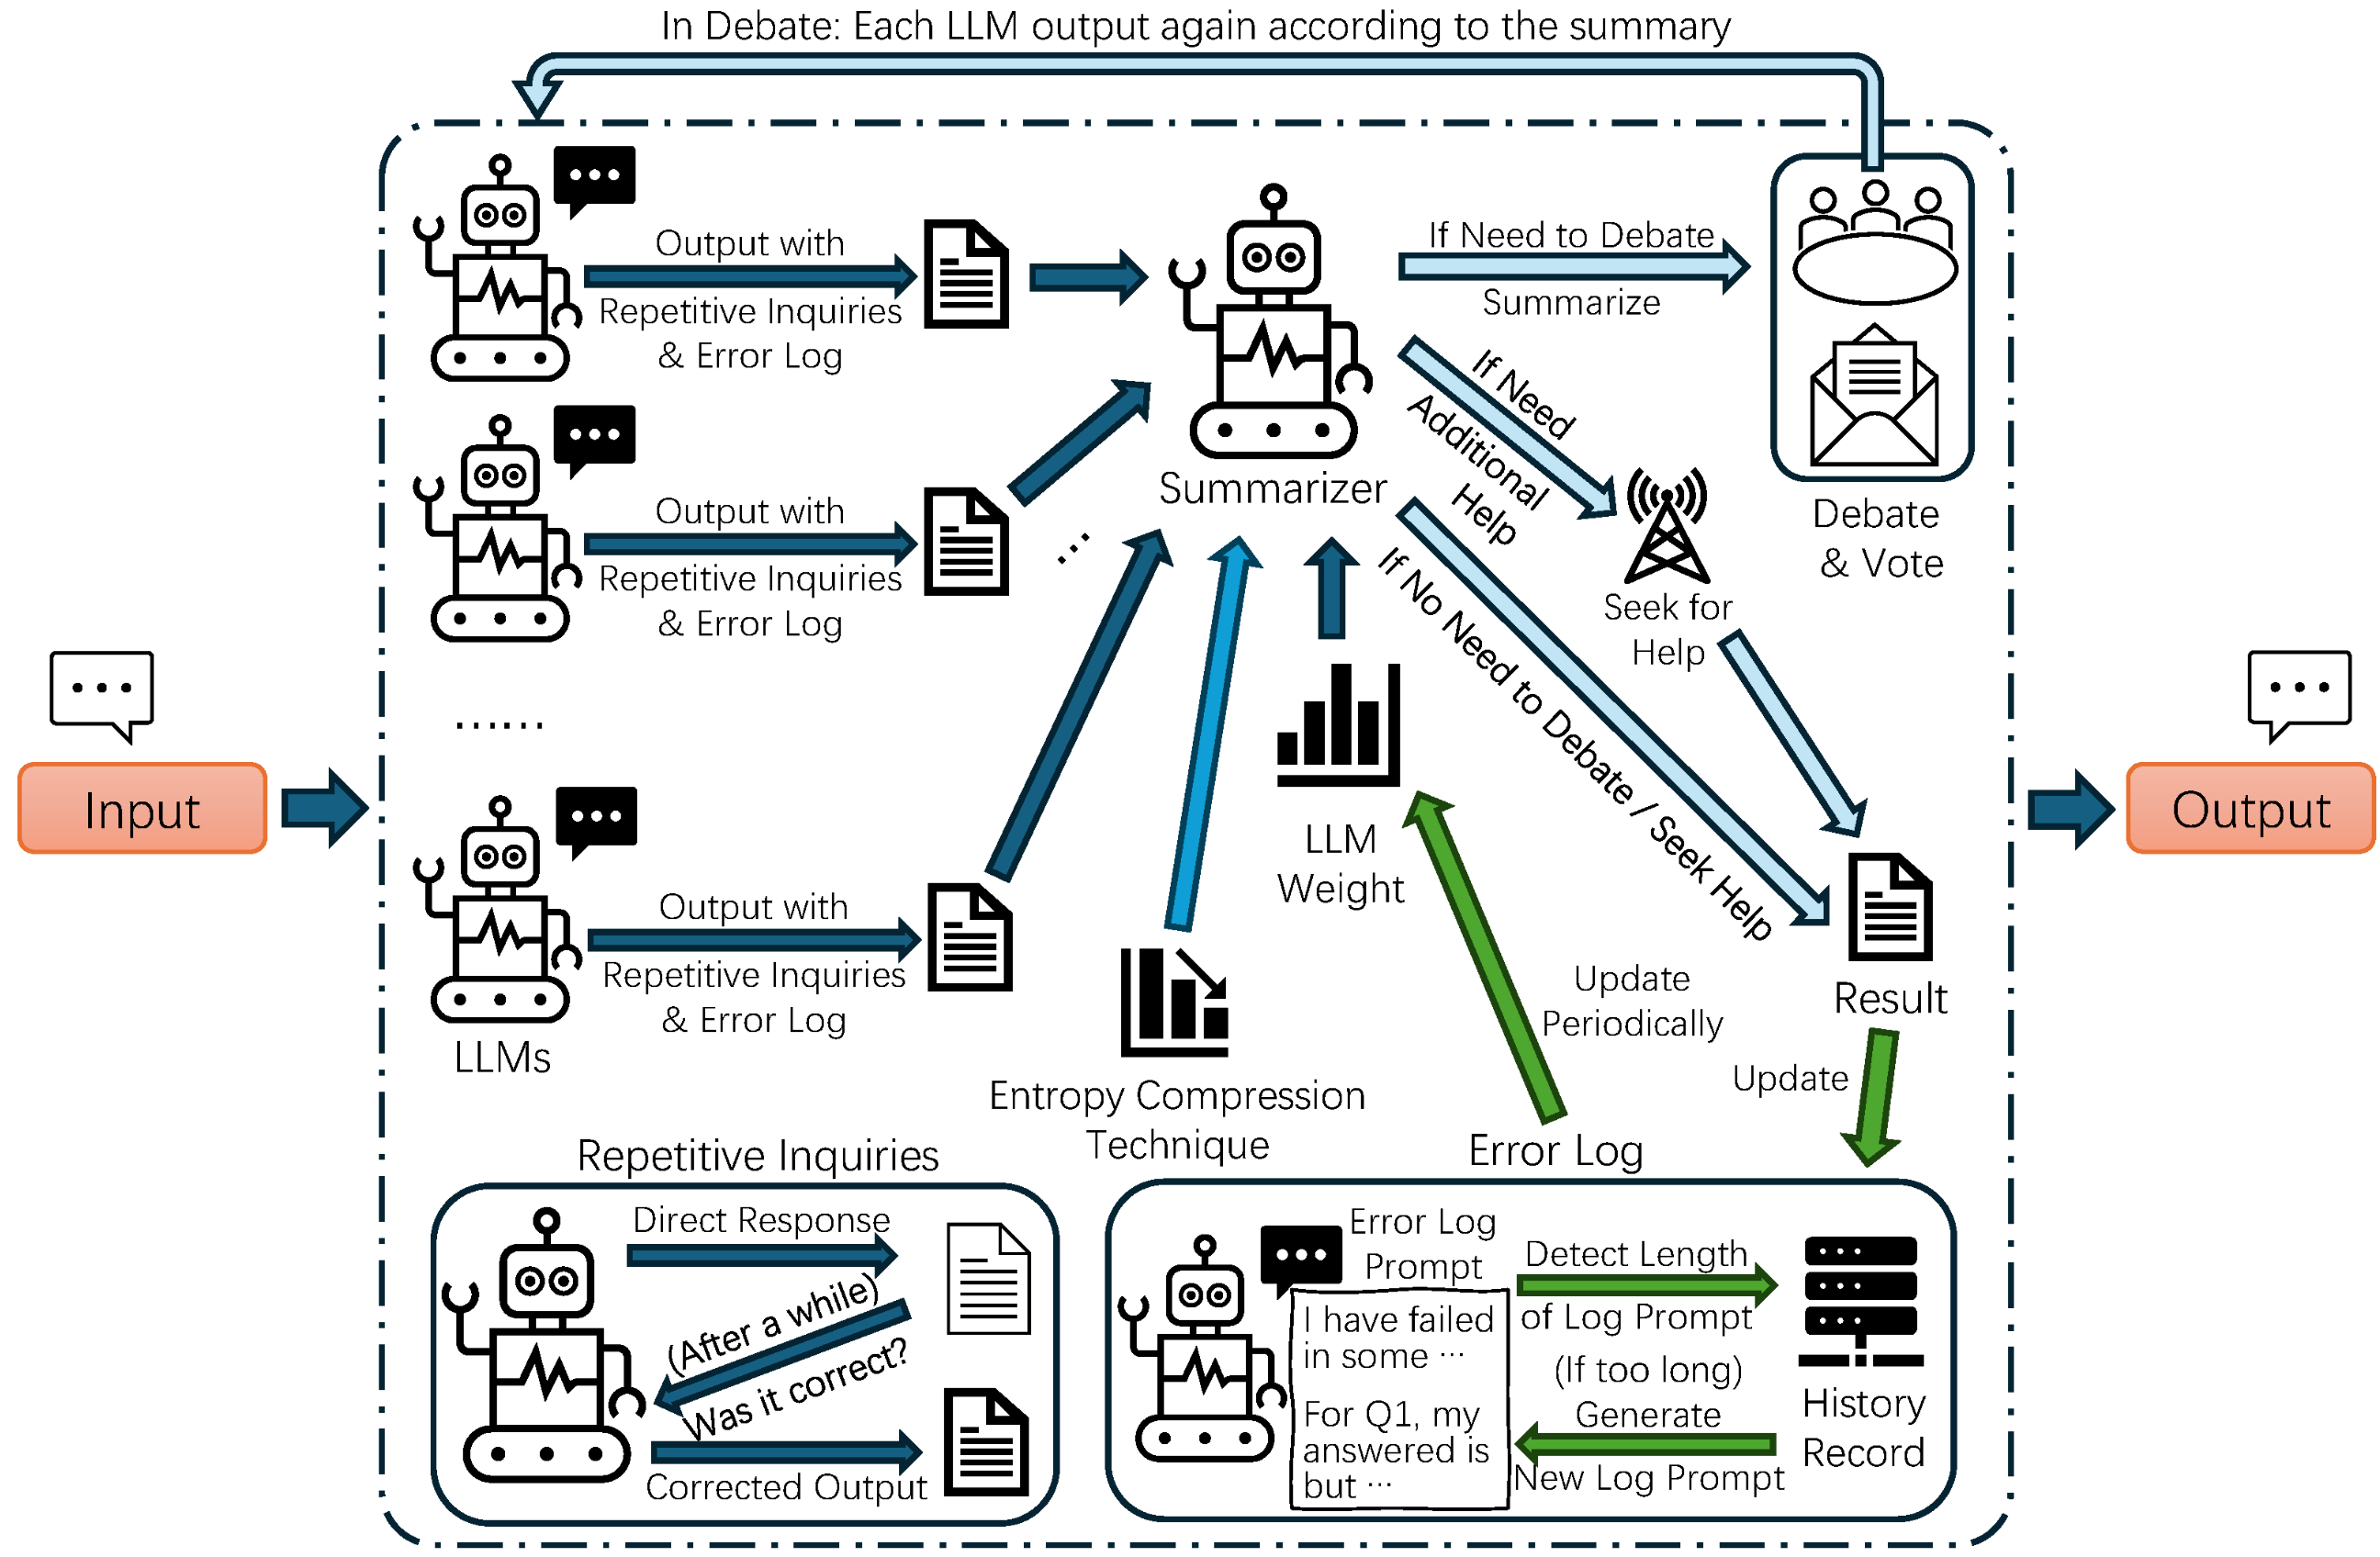 In Debate: Each LLM output again according to the summary
Output with
Repetitive Inquiries
& Error Log
Output with
Repetitive Inquiries
& Error Log
......
Output with
Repetitive Inquiries
& Error Log
LLMs
Input
Summarizer
...
If Need to Debate
Summarize
If Need
Additional
Help
If No Need to Debate / Seek Help
Debate
& Vote
Seek for
Help
LLM
Weight
Entropy Compression
Technique
Update
Periodically
Result
Update
Output
Repetitive Inquiries
Direct Response
(After a while)
Was it correct?
Corrected Output
Error Log
Error Log
Prompt
I have failed
in some ···
For Q1, my
answered is
but ···
Detect Length
of Log Prompt
(If too long)
Generate
New Log Prompt
History
Record